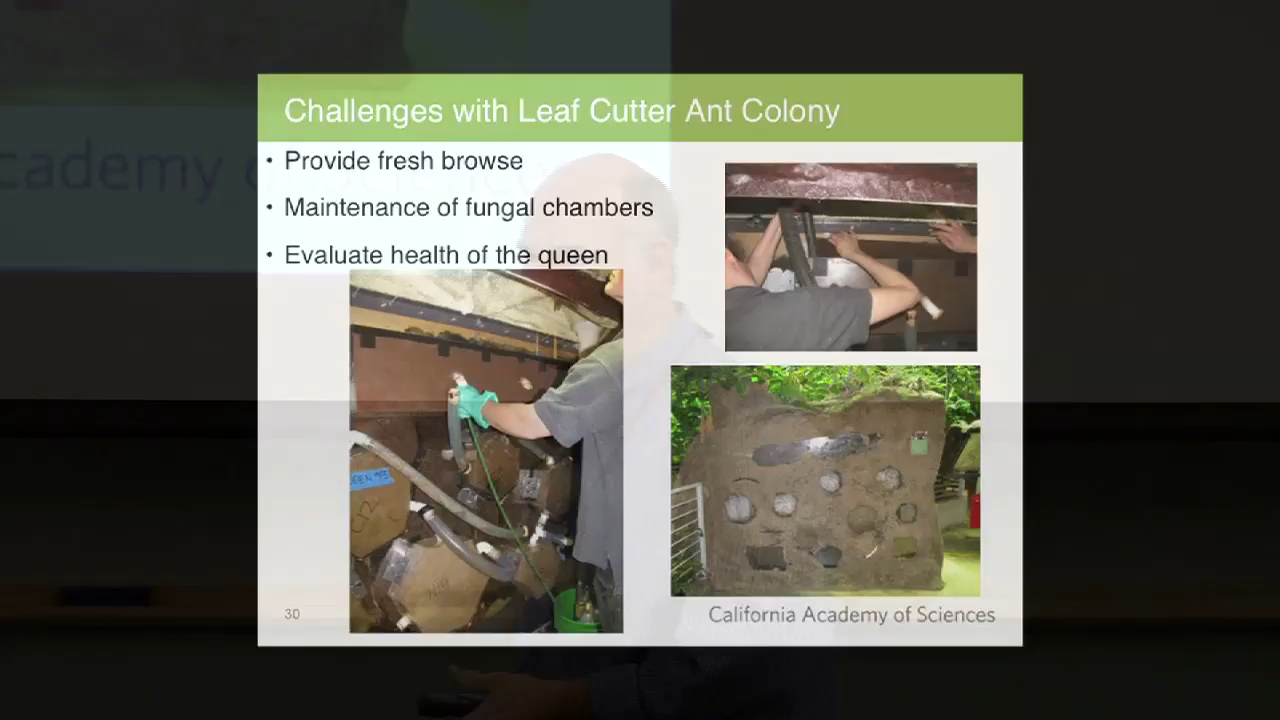 Challenges with Leaf Cutter Ant Colony
• Provide fresh browse
• Maintenance of fungal chambers
• Evaluate health of the queen
30
California Academy of Sciences